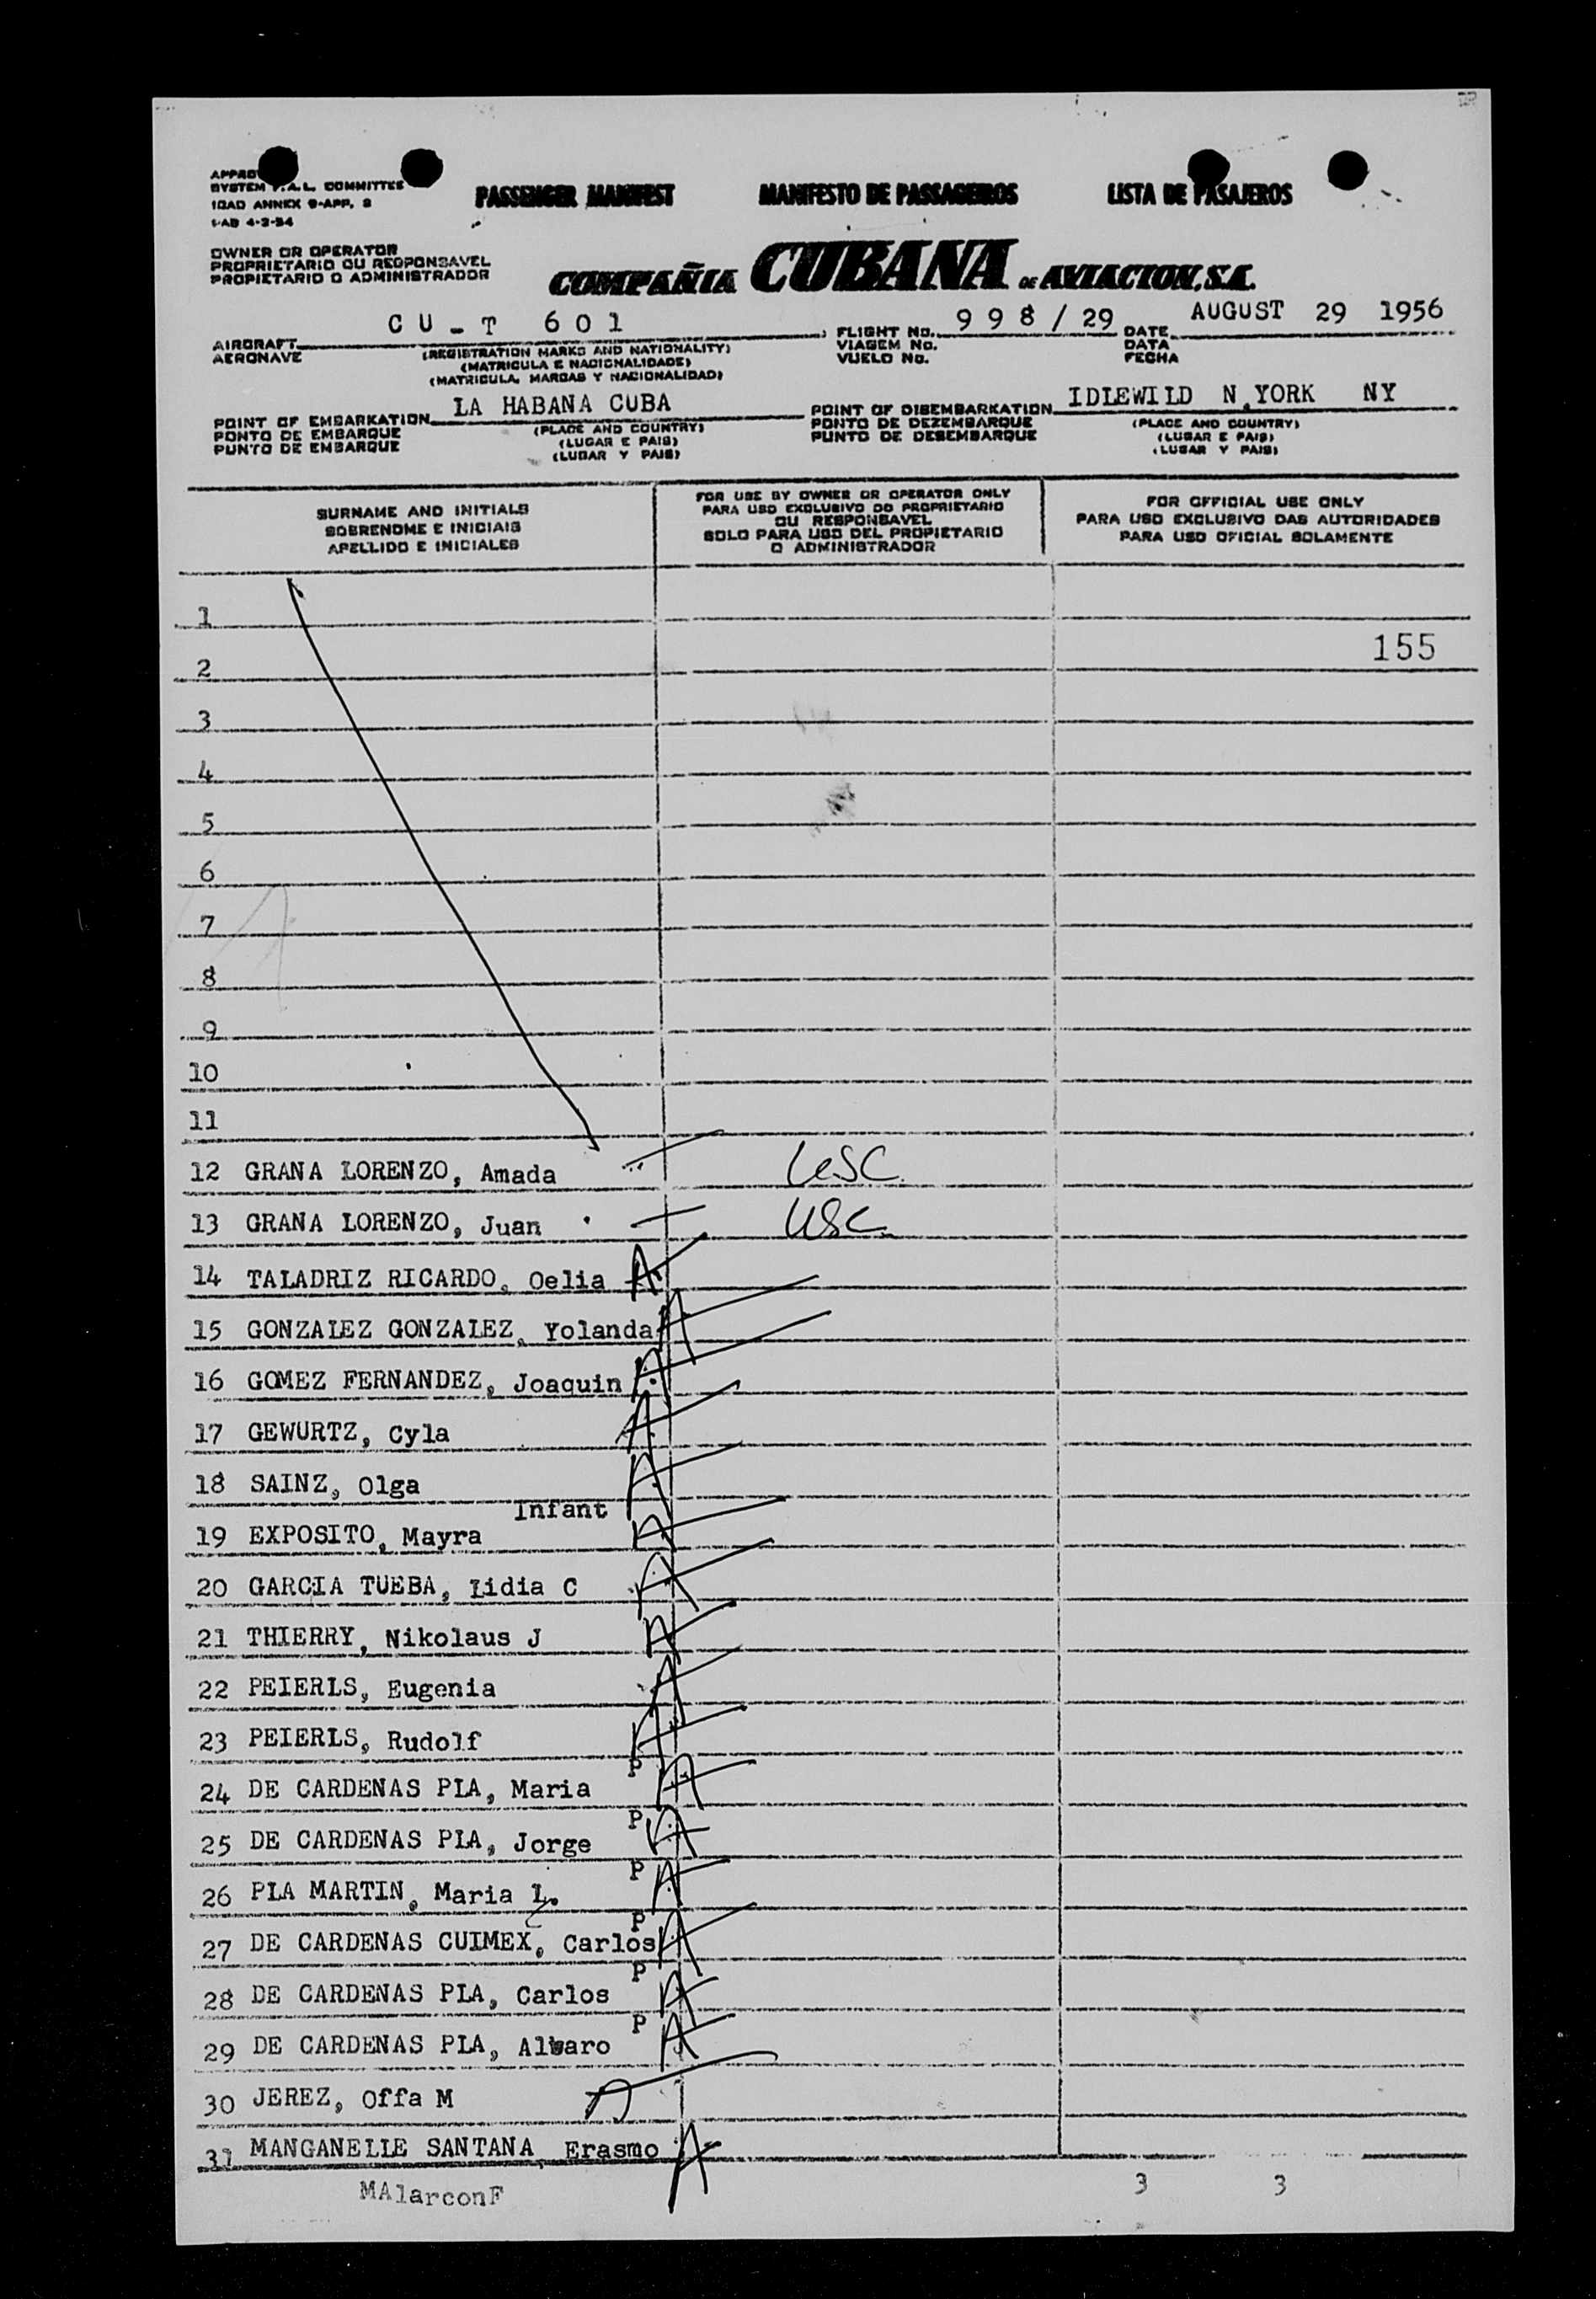 PASSENGER MANIFEST MANIFESTO DE PASSAGEIROS LISTA DE PASAJEROS
SYSTEM F.A.L. COMMITTEE
ICAO ANNEX 9-APP. 2
4-2-54
OWNER OR OPERATOR
PROPRIETARIO OU RESPONSAVEL
PROPIETARIO O ADMINISTRADOR
COMPAÑIA CUBANA DE AVIACION, S.A.
AIRCRAFT CU-T 601 FLIGHT No. 998/29 DATE AUGUST 29 1956
AERONAVE (REGISTRATION MARKS AND NATIONALITY) VIAGEM No. DATA
(MATRICULA E NACIONALIDADE) VUELO No. FECHA
(MATRICULA, MARCAS Y NACIONALIDAD)
POINT OF EMBARKATION LA HABANA CUBA POINT OF DISEMBARKATION IDLEWILD N.YORK NY
PONTO DE EMBARQUE (PLACE AND COUNTRY) PONTO DE DEZEMBARQUE (PLACE AND COUNTRY)
PUNTO DE EMBARQUE (LUGAR E PAIS) PUNTO DE DESEMBARQUE (LUGAR E PAIS)
(LUGAR Y PAIS) (LUGAR Y PAIS)
SURNAME AND INITIALS
SOBRENOME E INICIAIS
APELLIDO E INICIALES
FOR USE BY OWNER OR OPERATOR ONLY
PARA USO EXCLUSIVO DO PROPRIETARIO
OU RESPONSAVEL
SOLO PARA USO DEL PROPIETARIO
O ADMINISTRADOR
FOR OFFICIAL USE ONLY
PARA USO EXCLUSIVO DAS AUTORIDADES
PARA USO OFICIAL SOLAMENTE
1
2 155
3
4
5
6
7
8
9
10
11
12 GRANA LORENZO, Amada USC
13 GRANA LORENZO, Juan USC
14 TALADRIZ RICARDO, Oelia A
15 GONZALEZ GONZALEZ, Yolanda A
16 GOMEZ FERNANDEZ, Joaquin A
17 GEWURTZ, Cyla A
18 SAINZ, Olga A
Infant
19 EXPOSITO, Mayra A
20 GARCIA TUEBA, Lidia C A
21 THIERRY, Nikolaus J A
22 PEIERLS, Eugenia A
23 PEIERLS, Rudolf A
24 DE CARDENAS PLA, Maria P A
25 DE CARDENAS PLA, Jorge P A
26 PLA MARTIN, Maria L. P A
27 DE CARDENAS CUIMEX, Carlos P A
28 DE CARDENAS PLA, Carlos P A
29 DE CARDENAS PLA, Alvaro P A
30 JEREZ, Offa M A
31 MANGANELLE SANTANA, Erasmo A
MAlarconF 3 3